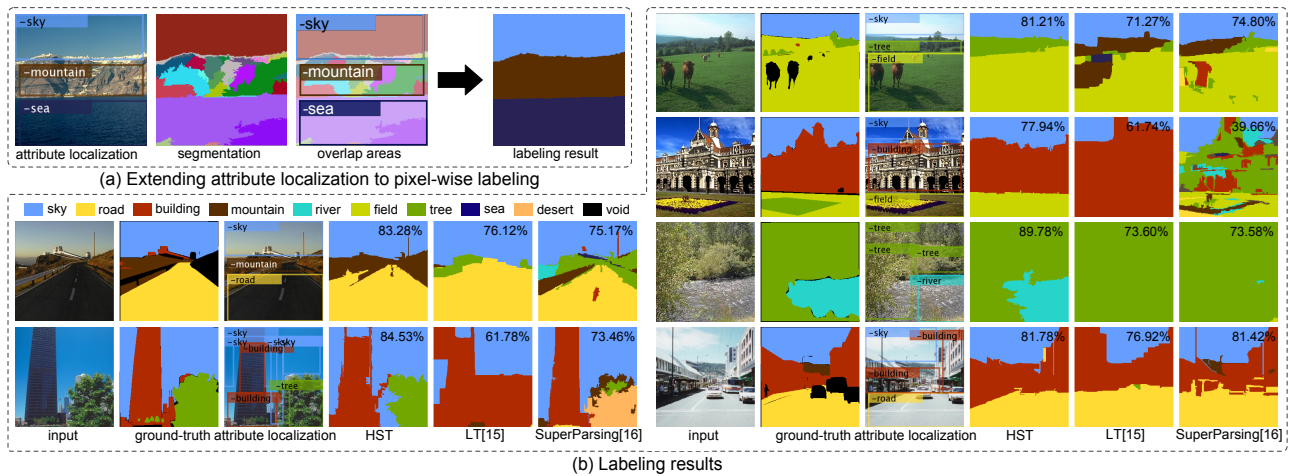 -sky
-mountain
-sea
-sky
-mountain
-sea
attribute localization
segmentation
overlap areas
labeling result
(a) Extending attribute localization to pixel-wise labeling
sky
road
building
mountain
river
field
tree
sea
desert
void
-sky
-mountain
-road
83.28%
76.12%
75.17%
-sky
-sky
-sky
-building
-tree
-building
84.53%
61.78%
73.46%
input
ground-truth
attribute localization
HST
LT[15]
SuperParsing[16]
-sky
-tree
-field
81.21%
71.27%
74.80%
-sky
-building
-field
77.94%
61.74%
39.66%
-tree
-tree
-tree
-river
89.78%
73.60%
73.58%
-sky
-building
-building
-road
81.78%
76.92%
81.42%
input
ground-truth
attribute localization
HST
LT[15]
SuperParsing[16]
(b) Labeling results